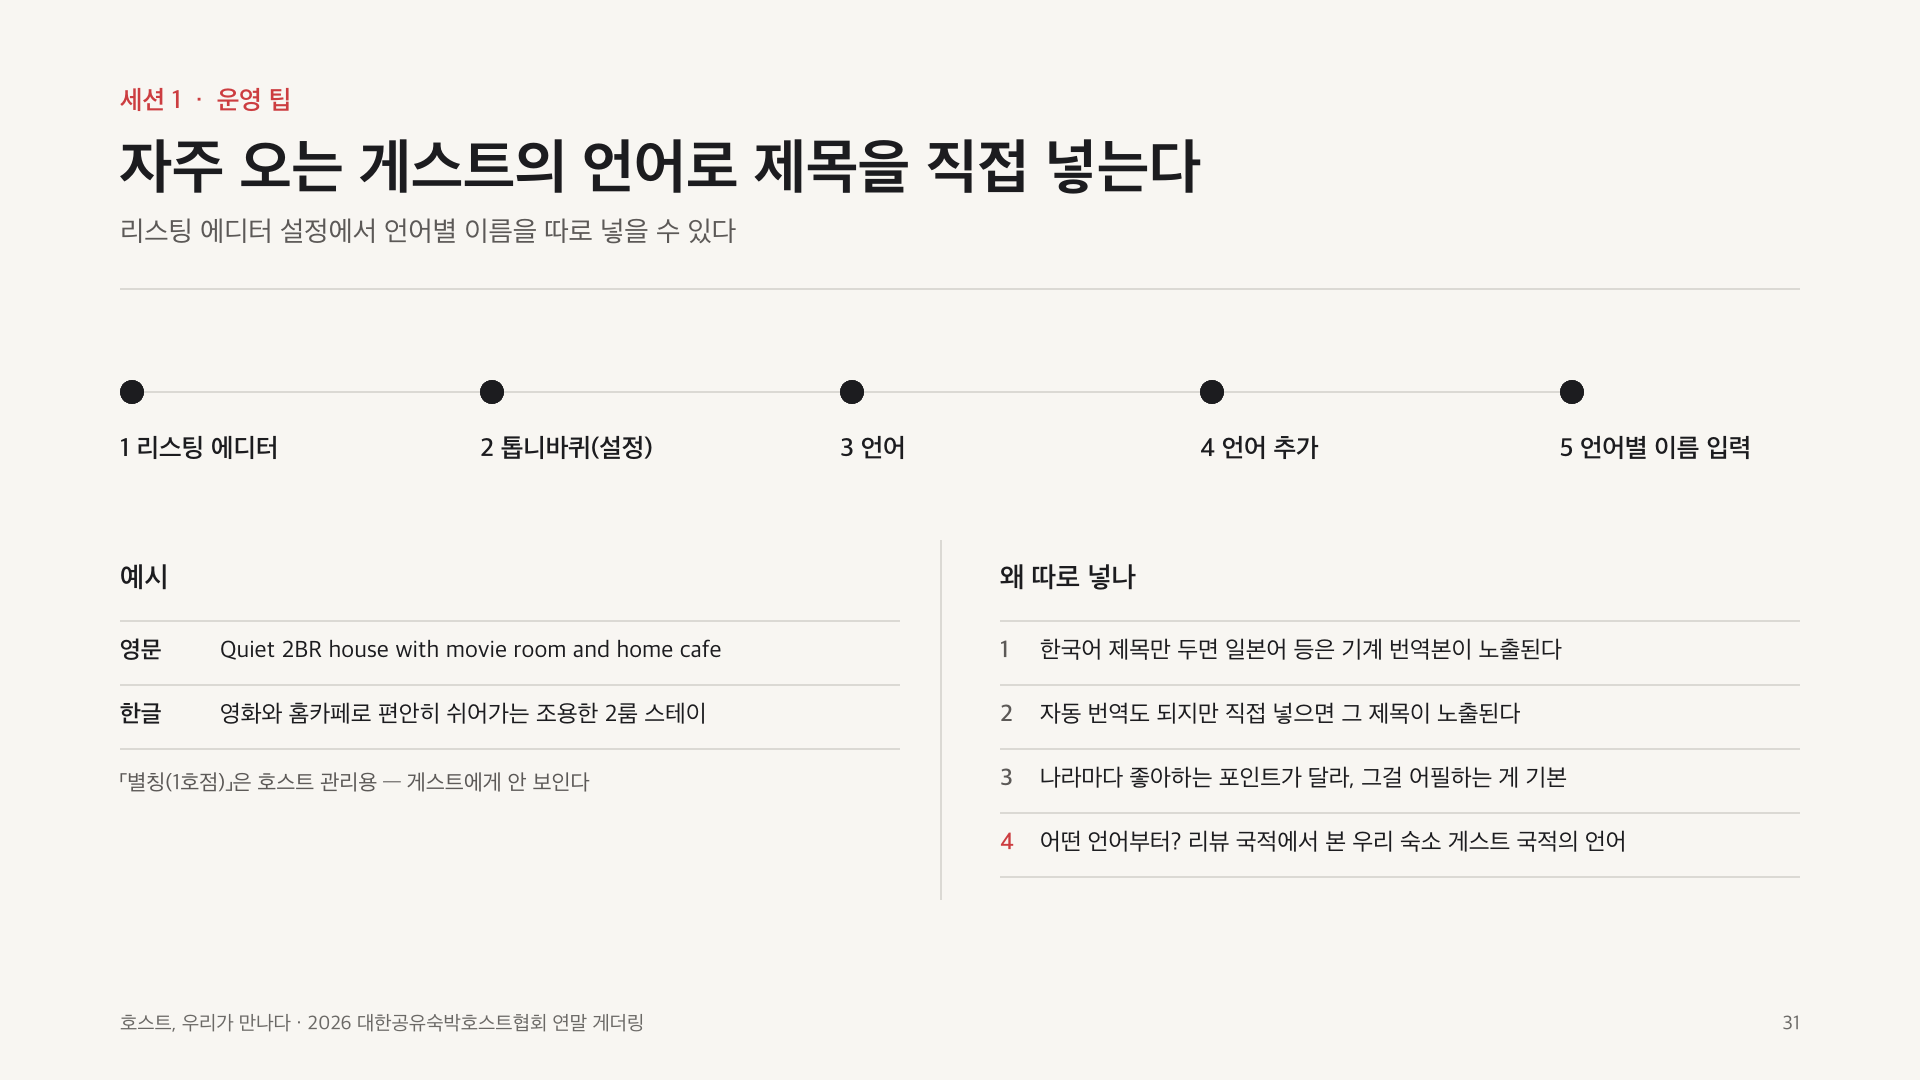 세션 1 · 운영 팁
자주 오는 게스트의 언어로 제목을 직접 넣는다
리스팅 에디터 설정에서 언어별 이름을 따로 넣을 수 있다
1 리스팅 에디터
2 톱니바퀴(설정)
3 언어
4 언어 추가
5 언어별 이름 입력
예시
영문 Quiet 2BR house with movie room and home cafe
한글 영화와 홈카페로 편안히 쉬어가는 조용한 2룸 스테이
「별칭(1호점)」은 호스트 관리용 — 게스트에게 안 보인다
왜 따로 넣나
1 한국어 제목만 두면 일본어 등은 기계 번역본이 노출된다
2 자동 번역도 되지만 직접 넣으면 그 제목이 노출된다
3 나라마다 좋아하는 포인트가 달라, 그걸 어필하는 게 기본
4 어떤 언어부터? 리뷰 국적에서 본 우리 숙소 게스트 국적의 언어
호스트, 우리가 만나다 · 2026 대한공유숙박호스트협회 연말 게더링
31